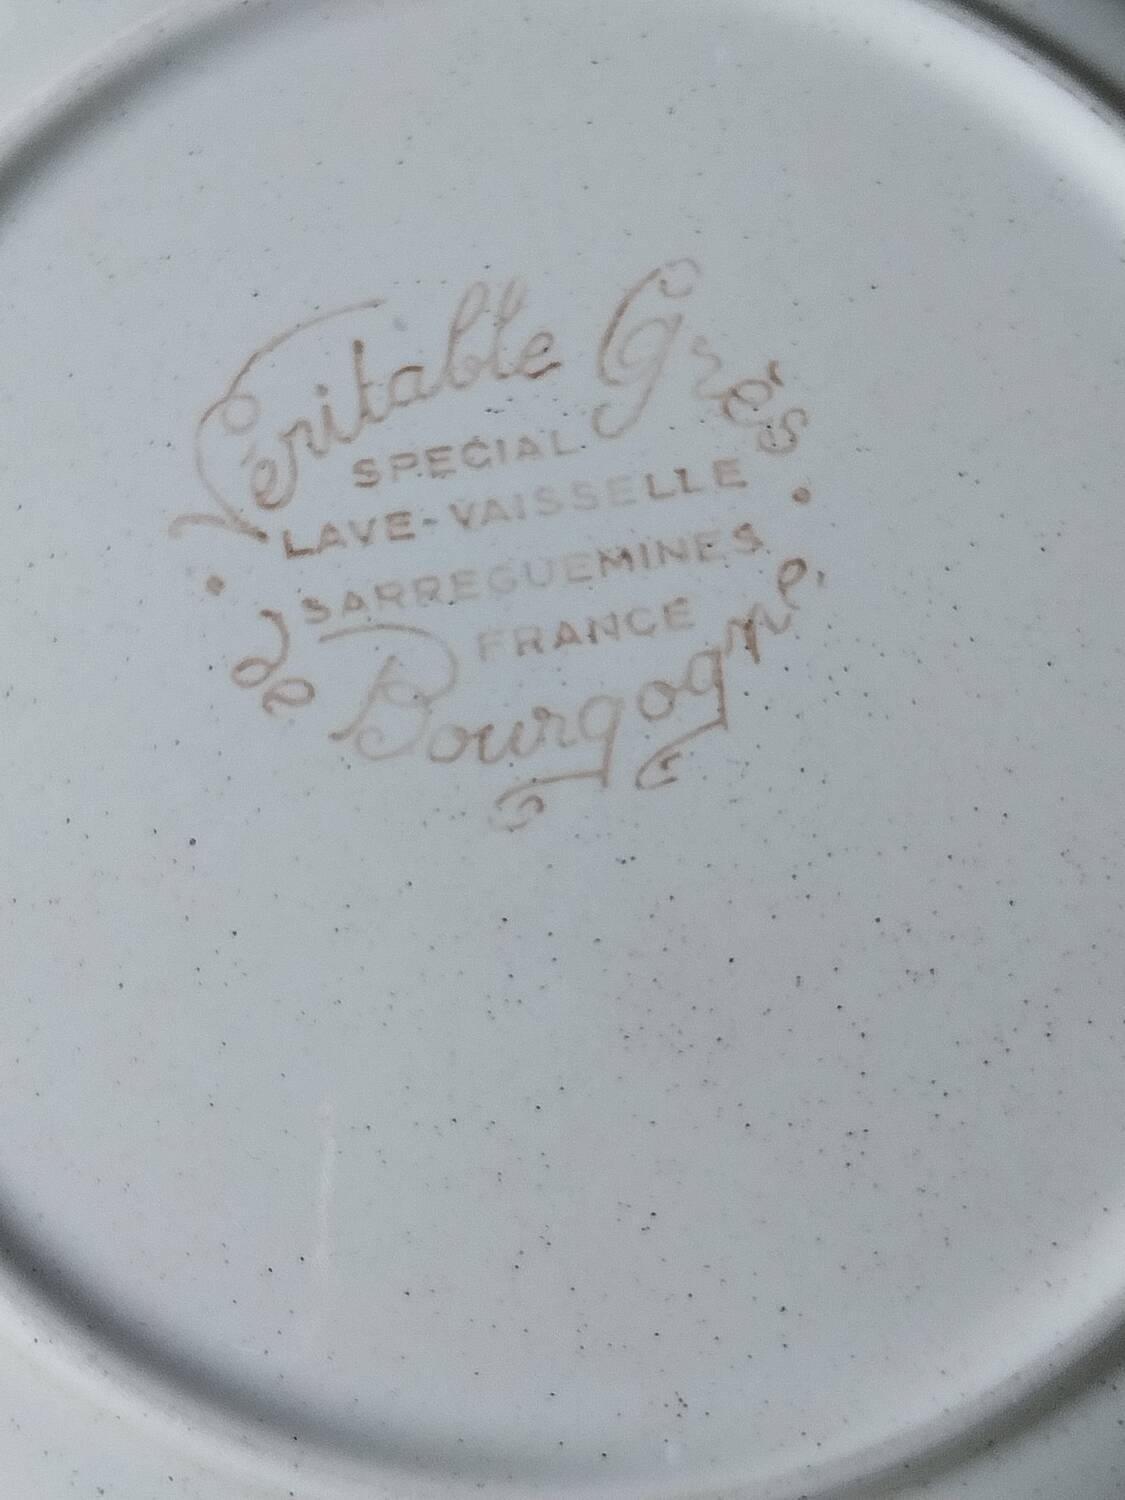 Véritable Grès
SPECIAL
LAVE-VAISSELLE
SARREGUEMINES
FRANCE
de Bourgogne.